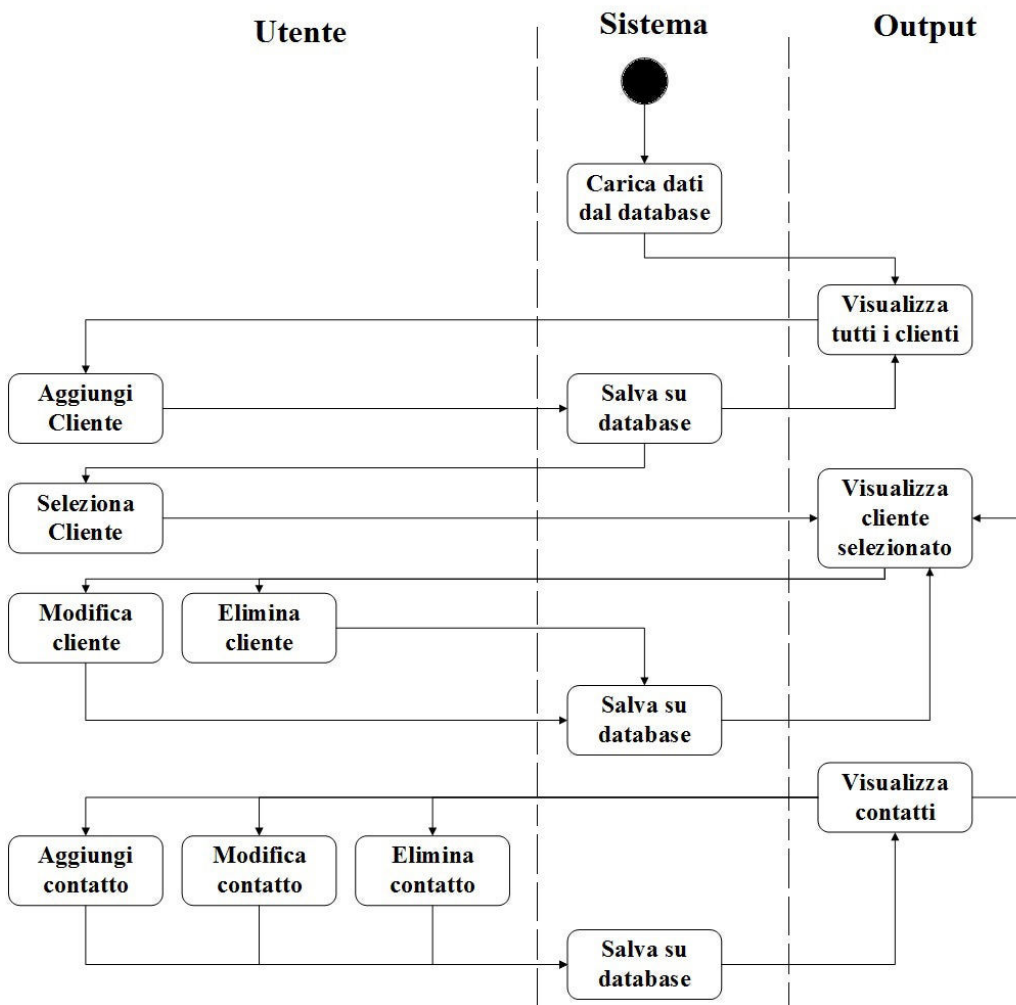 Utente
Sistema
Output
Carica dati
dal database
Visualizza
tutti i clienti
Aggiungi
Cliente
Salva su
database
Seleziona
Cliente
Visualizza
cliente
selezionato
Modifica
cliente
Elimina
cliente
Salva su
database
Visualizza
contatti
Aggiungi
contatto
Modifica
contatto
Elimina
contatto
Salva su
database